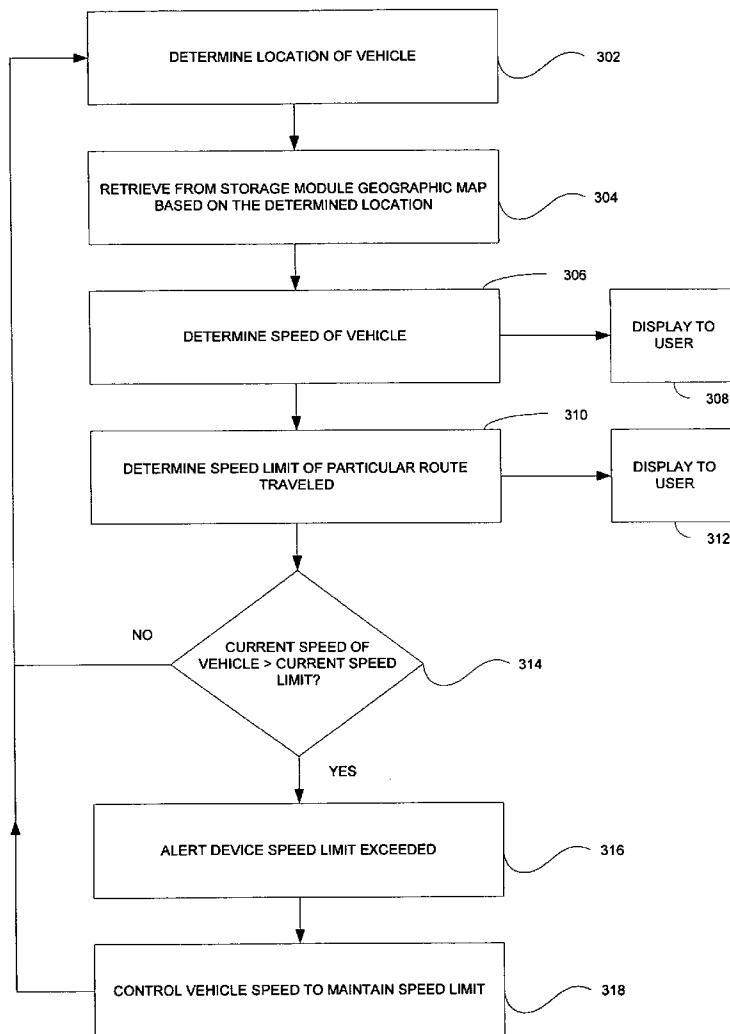 DETERMINE LOCATION OF VEHICLE
302
RETRIEVE FROM STORAGE MODULE GEOGRAPHIC MAP
BASED ON THE DETERMINED LOCATION
304
306
DETERMINE SPEED OF VEHICLE
DISPLAY TO
USER
308
310
DETERMINE SPEED LIMIT OF PARTICULAR ROUTE
TRAVELED
DISPLAY TO
USER
312
NO
CURRENT SPEED OF
VEHICLE > CURRENT SPEED
LIMIT?
314
YES
ALERT DEVICE SPEED LIMIT EXCEEDED
316
CONTROL VEHICLE SPEED TO MAINTAIN SPEED LIMIT
318